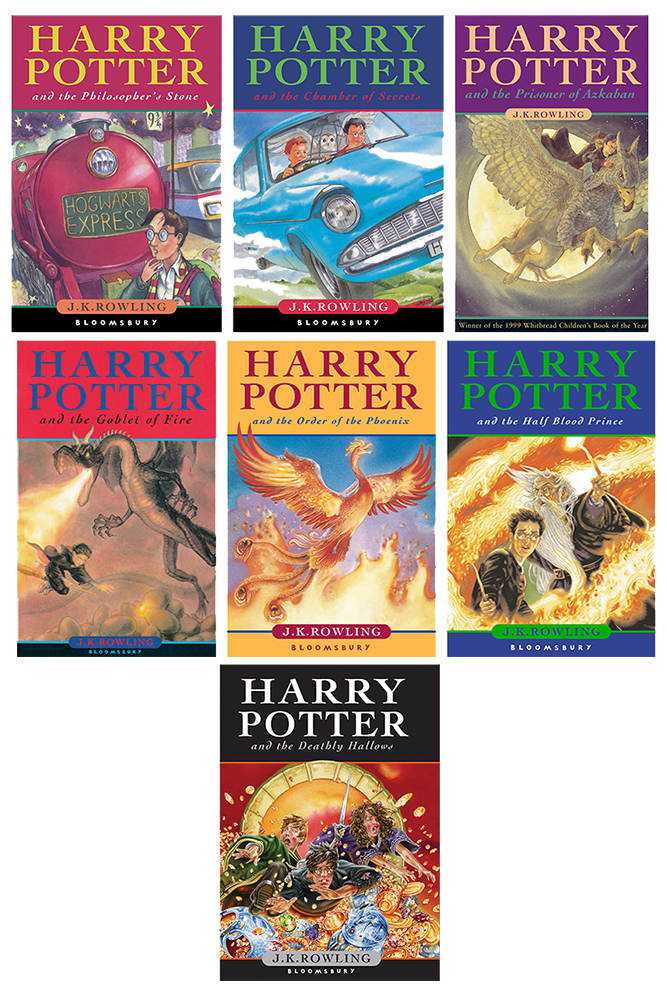 HARRY
POTTER
and the Philosopher's Stone
9¾
HOGWARTS
EXPRESS
J.K.ROWLING
BLOOMSBURY
HARRY
POTTER
and the Chamber of Secrets
J.K.ROWLING
BLOOMSBURY
HARRY
POTTER
and the Prisoner of Azkaban
J.K.ROWLING
Winner of the 1999 Whitbread Children's Book of the Year
HARRY
POTTER
and the Goblet of Fire
J.K.ROWLING
BLOOMSBURY
HARRY
POTTER
and the Order of the Phoenix
J.K.ROWLING
BLOOMSBURY
HARRY
POTTER
and the Half Blood Prince
J.K.ROWLING
BLOOMSBURY
HARRY
POTTER
and the Deathly Hallows
J.K.ROWLING
BLOOMSBURY